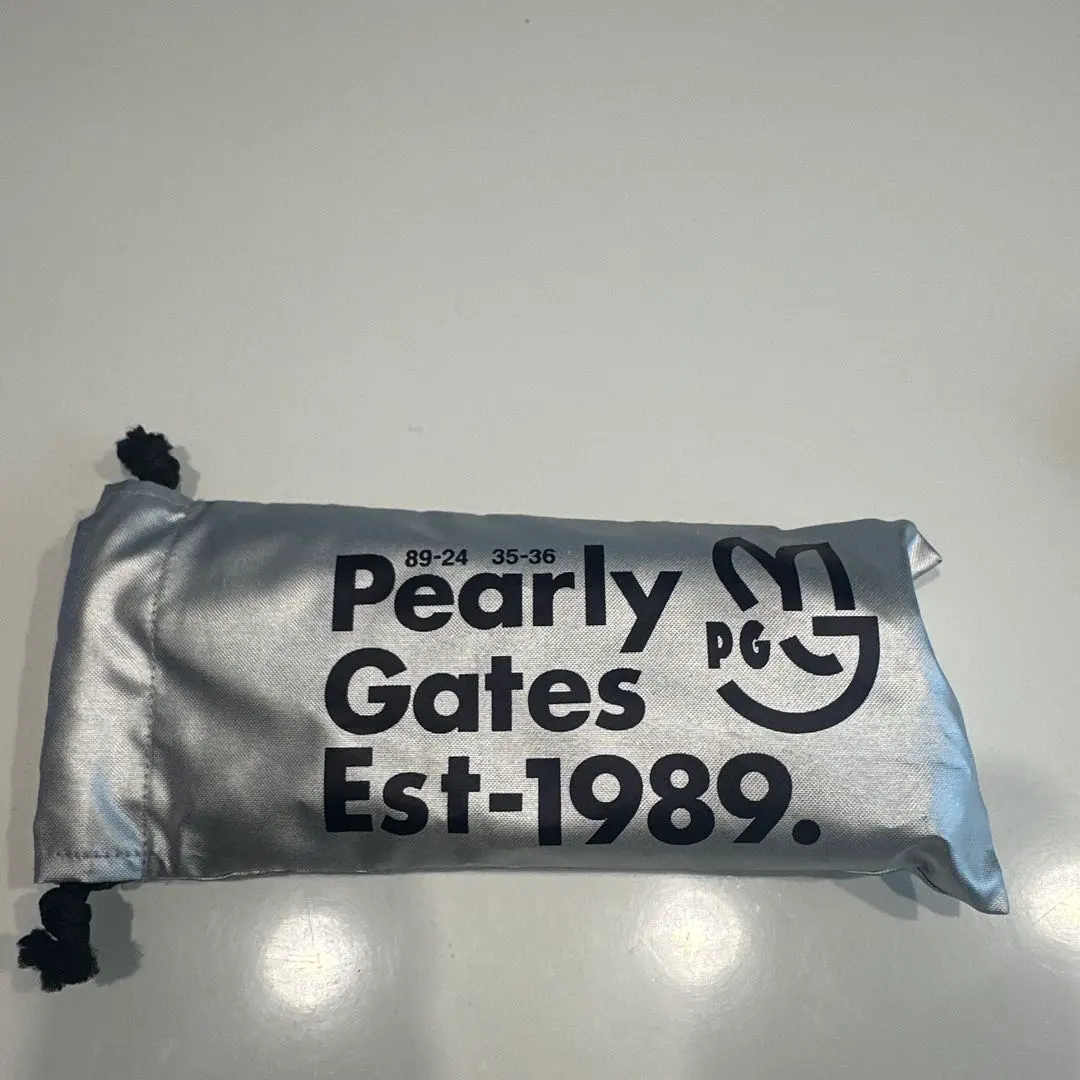 89-24 35-36
Pearly
Gates
Est-1989.
PG